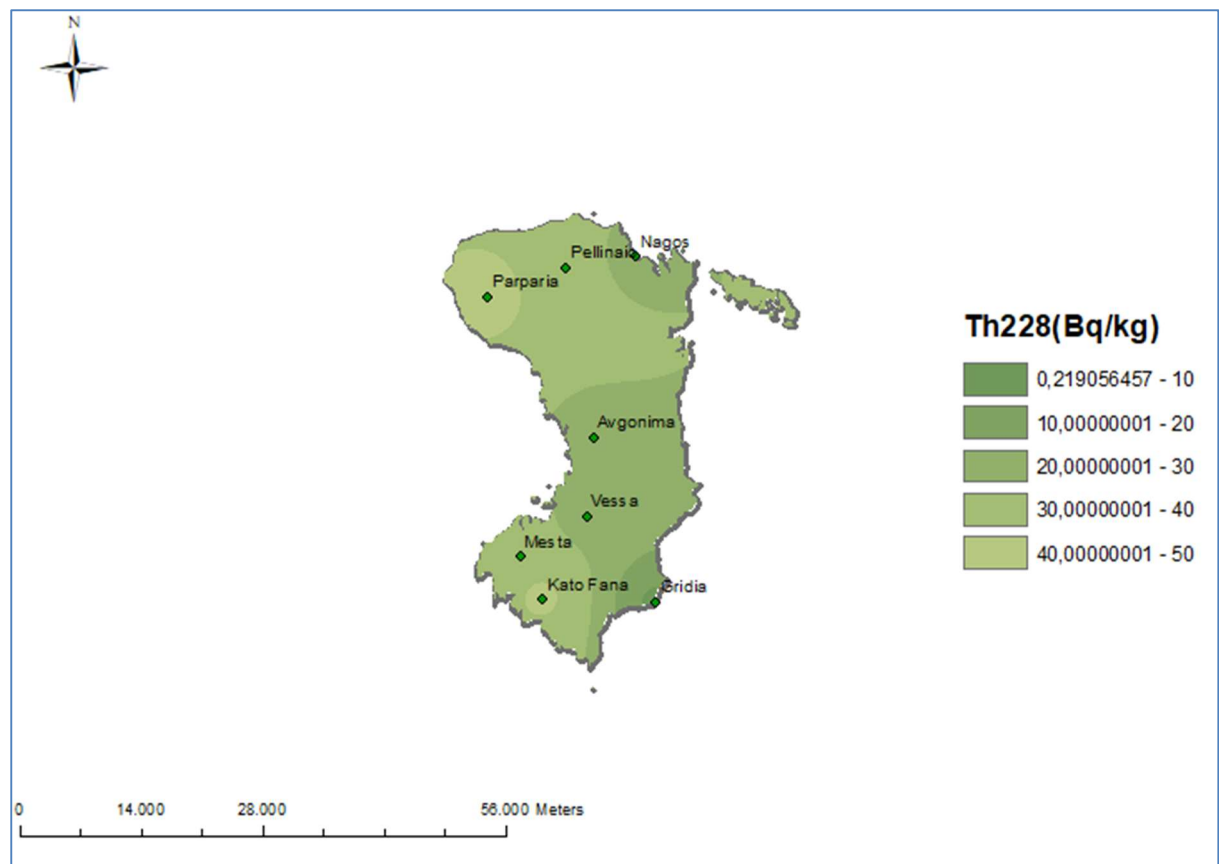 N
Nagos
Pellinaio
Parparia
Th228(Bq/kg)
0,219056457 - 10
10,00000001 - 20
20,00000001 - 30
30,00000001 - 40
40,00000001 - 50
Avgonima
Vessa
Mesta
Kato Fana
Gridia
0 14.000 28.000 56.000 Meters